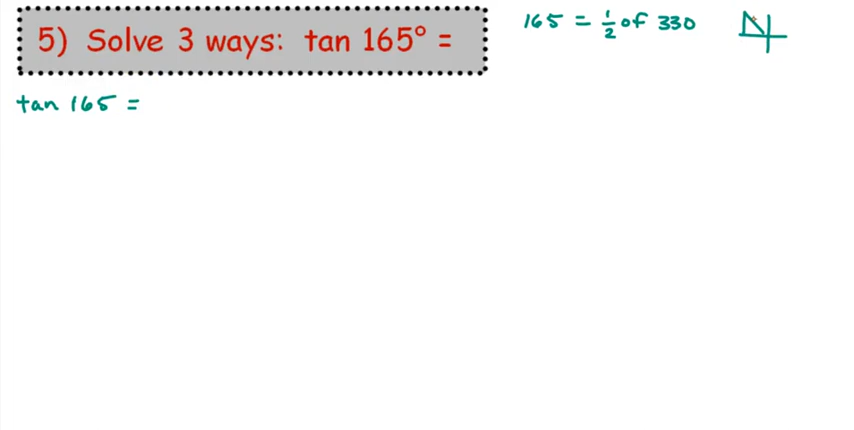 5) Solve 3 ways: tan 165° =
165 = 1/2 of 330
tan 165 =